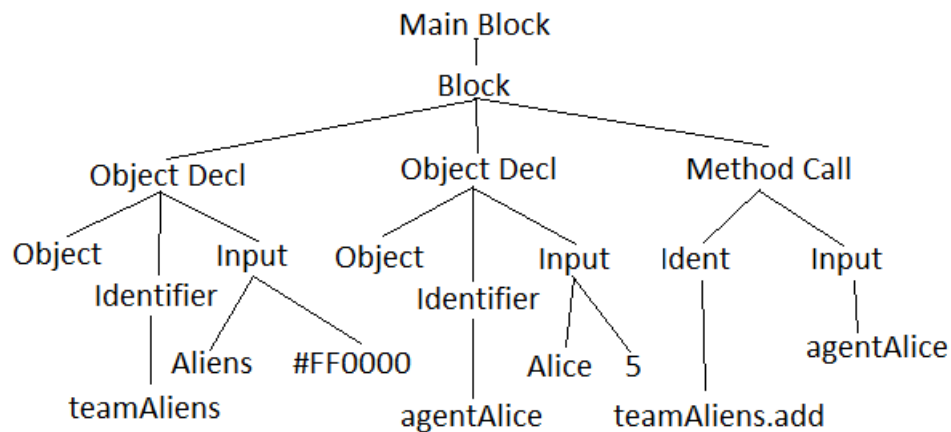 Main Block
Block
Object Decl Object Decl Method Call
Object Input Object Input Ident Input
Identifier Identifier
Aliens #FF0000 Alice 5 agentAlice
teamAliens agentAlice teamAliens.add